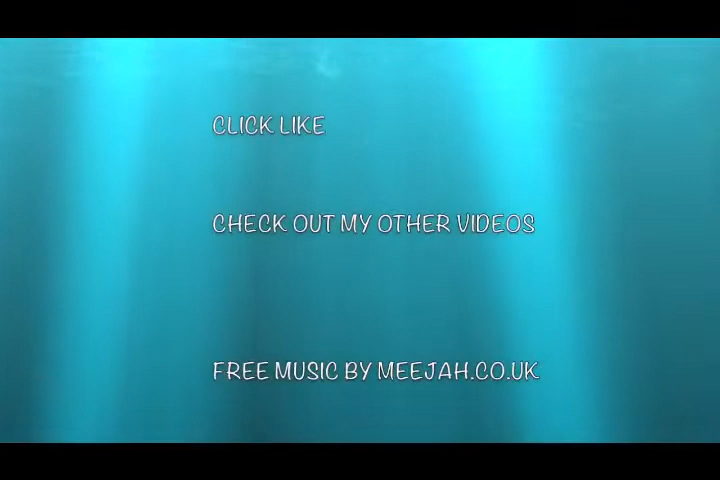 CLICK LIKE
CHECK OUT MY OTHER VIDEOS
FREE MUSIC BY MEEJAH.CO.UK